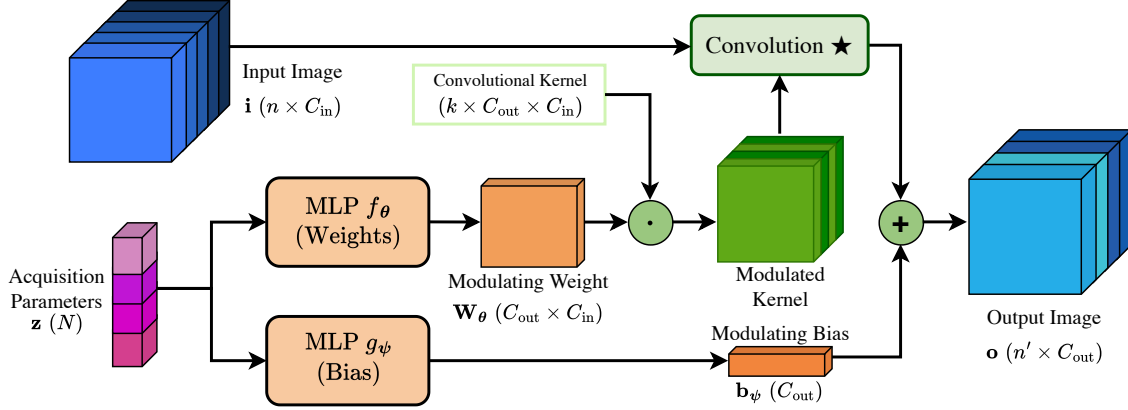 Input Image
𝐢 (n × C_in)
Convolutional Kernel
(k × C_out × C_in)
Convolution ★
MLP f_𝜽
(Weights)
Modulating Weight
𝐖_𝜽 (C_out × C_in)
·
Modulated
Kernel
+
Acquisition
Parameters
𝐳 (N)
MLP g_𝝍
(Bias)
Modulating Bias
𝐛_𝝍 (C_out)
Output Image
𝐨 (n′ × C_out)